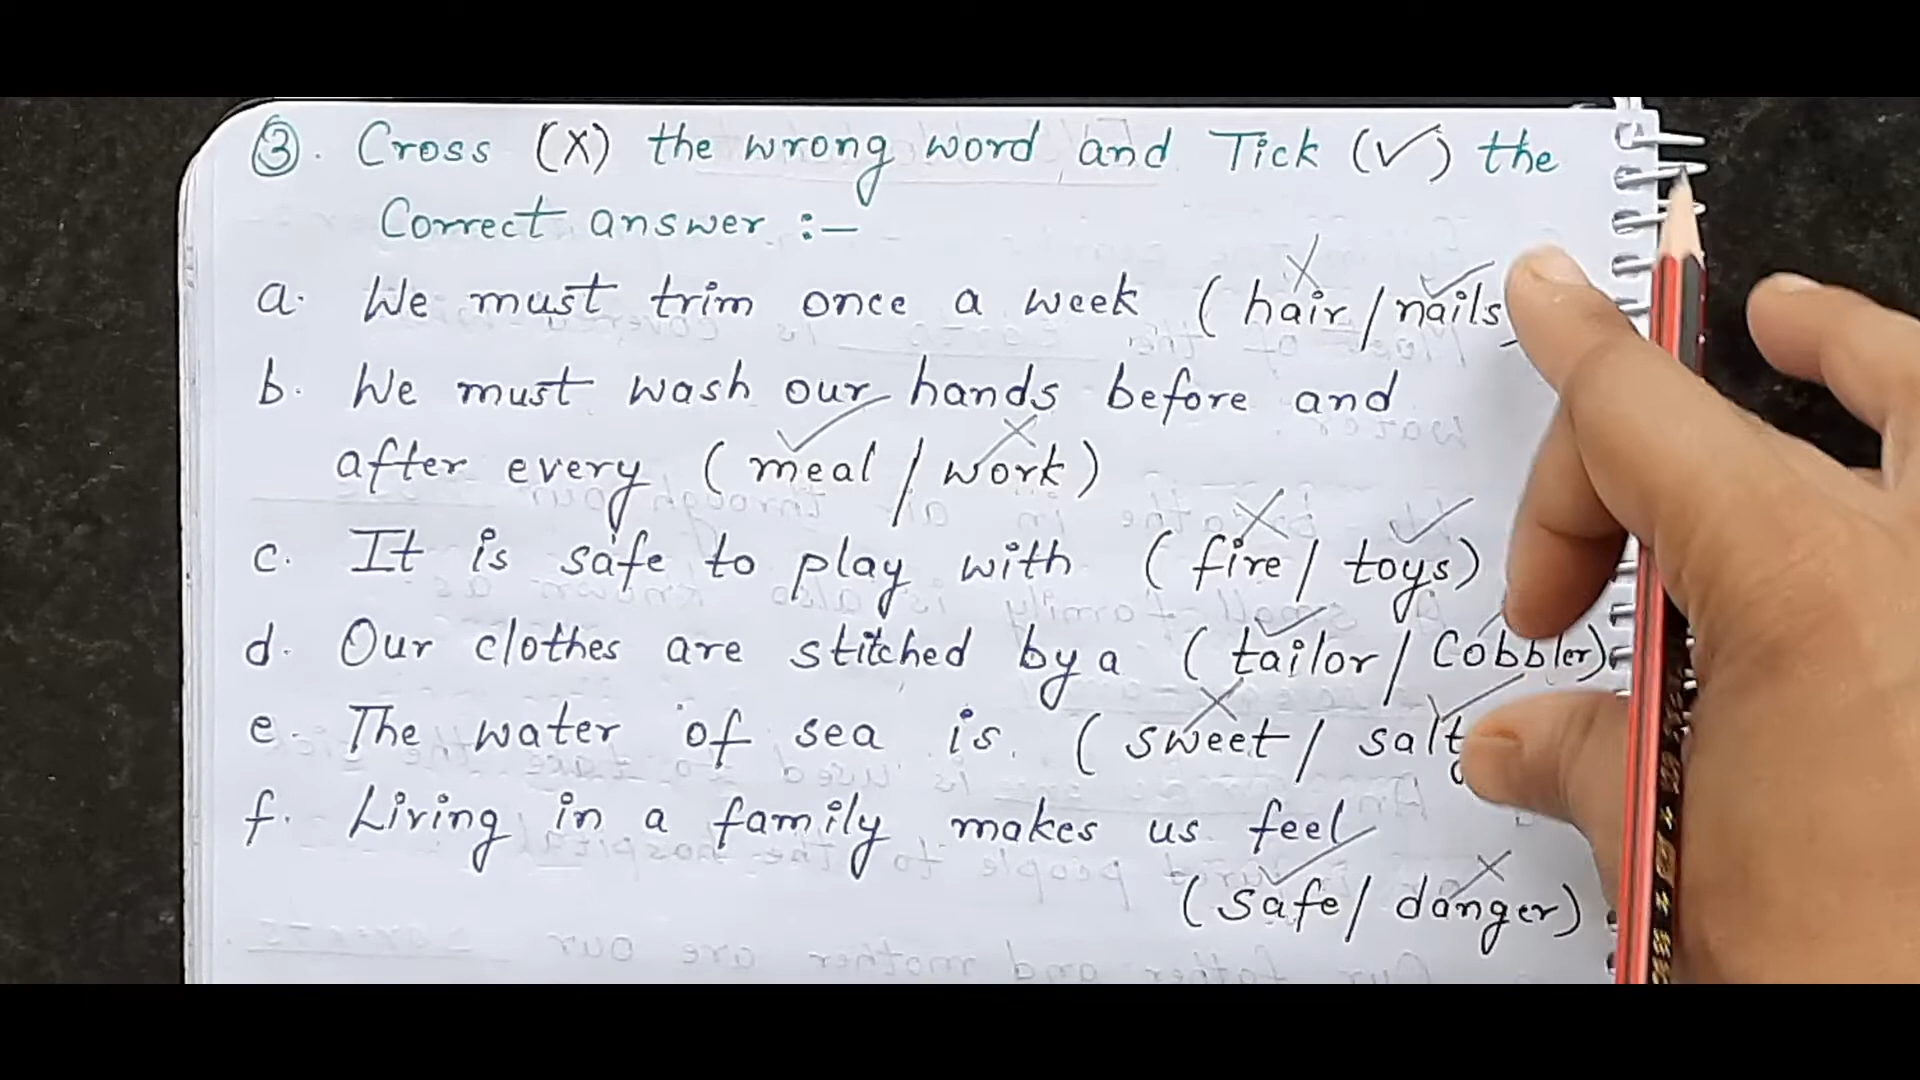 3. Cross (X) the wrong word and Tick (✓) the
Correct answer :-
a. We must trim once a week (hair/nails
b. We must wash our hands before and
after every (meal / work)
c. It is safe to play with (fire/ toys)
d. Our clothes are stitched by a (tailor/ Cobbler)
e. The water of sea is. (sweet/ salty
f. Living in a family makes us feel
(safe/ danger)